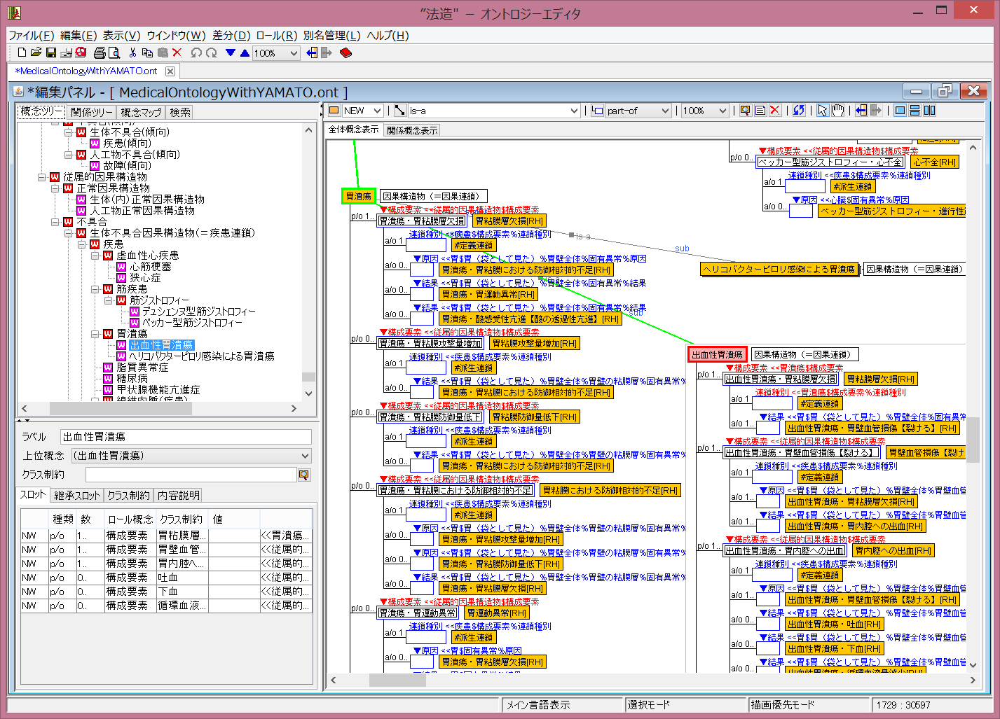 "法造" － オントロジーエディタ
ファイル(F) 編集(E) 表示(V) ウインドウ(W) 差分(D) ロール(R) 別名管理(L) ヘルプ(H)
100%
*MedicalOntologyWithYAMATO.ont
*編集パネル - [ MedicalOntologyWithYAMATO.ont ]
概念ツリー 関係ツリー 概念マップ 検索
生体不具合(傾向)
疾患(傾向)
人工物不具合(傾向)
故障(傾向)
従属的因果構造物
正常因果構造物
生体(内)正常因果構造物
人工物正常因果構造物
不具合
生体不具合因果構造物(＝疾患連鎖)
疾患
虚血性心疾患
心筋梗塞
狭心症
筋疾患
筋ジストロフィー
デュシェンヌ型筋ジストロフィー
ベッカー型筋ジストロフィー
胃潰瘍
出血性胃潰瘍
ヘリコバクターピロリ感染による胃潰瘍
脂質異常症
糖尿病
甲状腺機能亢進症
ラベル 出血性胃潰瘍
上位概念 (出血性胃潰瘍)
クラス制約
スロット 継承スロット クラス制約 内容説明
種類 数 ロール概念 クラス制約 値
NW p/o 1.. 構成要素 胃粘膜層... <<胃潰瘍...
NW p/o 1.. 構成要素 胃壁血管... <<従属的...
NW p/o 1.. 構成要素 胃内腔へ... <<従属的...
NW p/o 0.. 構成要素 吐血 <<従属的...
NW p/o 0.. 構成要素 下血 <<従属的...
NW p/o 0.. 構成要素 循環血液... <<従属的...
NEW is-a part-of 100%
全体概念表示 関係概念表示
胃潰瘍 因果構造物（＝因果連鎖）
▼構成要素 <<従属的因果構造物$構成要素
p/o 1.. 胃潰瘍・胃粘膜層欠損 胃粘膜層欠損[RH]
連鎖種別 <<疾患$構成要素%連鎖種別
a/o 1 #定義連鎖
▼原因 <<胃$胃（袋として見た）%胃壁全体%固有異常%原因
a/o 0.. 胃潰瘍・胃粘膜における防御相対的不足[RH]
▼結果 <<胃$胃（袋として見た）%胃壁全体%固有異常%結果
a/o 0.. 胃潰瘍・胃運動異常[RH]
▼結果 <<胃$胃（袋として見た）%胃壁全体%固有異常%結果
a/o 0.. 胃潰瘍・酸感受性亢進【酸の透過性亢進】[RH]
▼構成要素 <<従属的因果構造物$構成要素
p/o 0.. 胃潰瘍・胃粘膜攻撃量増加 胃粘膜攻撃量増加[RH]
連鎖種別 <<疾患$構成要素%連鎖種別
a/o 1 #派生連鎖
▼結果 <<胃$胃（袋として見た）%胃壁全体%胃壁の粘膜層%固有異常%
a/o 0.. 胃潰瘍・胃粘膜における防御相対的不足[RH]
▼構成要素 <<従属的因果構造物$構成要素
p/o 0.. 胃潰瘍・胃粘膜防御量低下 胃粘膜防御量低下[RH]
連鎖種別 <<疾患$構成要素%連鎖種別
a/o 1 #派生連鎖
▼結果 <<胃$胃（袋として見た）%胃壁全体%胃壁の粘膜層%固有異常%
a/o 0.. 胃潰瘍・胃粘膜における防御相対的不足[RH]
▼構成要素 <<従属的因果構造物$構成要素
p/o 0.. 胃潰瘍・胃粘膜における防御相対的不足 胃粘膜における防御相対的不足[RH]
連鎖種別 <<疾患$構成要素%連鎖種別
a/o 1 #派生連鎖
▼原因 <<胃$胃（袋として見た）%胃壁全体%胃壁の粘膜層%固有異常%
a/o 0.. 胃潰瘍・胃粘膜攻撃量増加[RH]
▼原因 <<胃$胃（袋として見た）%胃壁全体%胃壁の粘膜層%固有異常%
a/o 0.. 胃潰瘍・胃粘膜防御量低下[RH]
▼結果 <<胃$胃（袋として見た）%胃壁全体%胃壁の粘膜層%固有異常%
a/o 0.. 胃潰瘍・胃粘膜層欠損[RH]
▼構成要素 <<従属的因果構造物$構成要素
p/o 0.. 胃潰瘍・胃運動異常 胃運動異常[RH]
連鎖種別 <<疾患$構成要素%連鎖種別
a/o 1 #派生連鎖
▼原因 <<胃$固有異常%原因
a/o 0.. 胃潰瘍・胃粘膜層欠損[RH]
is-a sub
sub
▼構成要素 <<従属的因果構造物$構成要素
p/o 0.. ベッカー型筋ジストロフィー・心不全 心不全[RH]
連鎖種別 <<疾患$構成要素%連鎖種別
a/o 1 #派生連鎖
▼原因 <<心臓$固有異常%原因
a/o 0.. ベッカー型筋ジストロフィー・進行性筋
ヘリコバクターピロリ感染による胃潰瘍 因果構造物（＝因果連鎖）
出血性胃潰瘍 因果構造物（＝因果連鎖）
▼構成要素 <<胃潰瘍$構成要素
p/o 1.. 出血性胃潰瘍・胃粘膜層欠損 胃粘膜層欠損[RH]
連鎖種別 <<胃潰瘍$構成要素%連鎖種別
a/o 1 #定義連鎖
▼結果 <<胃$胃（袋として見た）%胃壁全体%固有異常
a/o 1.. 出血性胃潰瘍・胃壁血管損傷【裂ける】[RH]
▼構成要素 <<従属的因果構造物$構成要素
p/o 1.. 出血性胃潰瘍・胃壁血管損傷【裂ける】 胃壁血管損傷【裂け
連鎖種別 <<疾患$構成要素%連鎖種別
a/o 1 #定義連鎖
▼原因 <<胃$胃（袋として見た）%胃壁全体%胃壁血管
a/o 1.. 出血性胃潰瘍・胃粘膜層欠損[RH]
▼結果 <<胃$胃（袋として見た）%胃壁全体%胃壁血管
a/o 1.. 出血性胃潰瘍・胃内腔への出血[RH]
▼構成要素 <<従属的因果構造物$構成要素
p/o 1.. 出血性胃潰瘍・胃内腔への出血 胃内腔への出血[RH]
連鎖種別 <<疾患$構成要素%連鎖種別
a/o 1 #定義連鎖
▼原因 <<胃$胃（袋として見た）%胃壁全体%胃壁血管
a/o 1.. 出血性胃潰瘍・胃壁血管損傷【裂ける】[RH]
▼結果 <<胃$胃（袋として見た）%胃壁全体%胃壁血管
a/o 0.. 出血性胃潰瘍・吐血[RH]
▼結果 <<胃$胃（袋として見た）%胃壁全体%胃壁血管
a/o 0.. 出血性胃潰瘍・下血[RH]
▼結果 <<胃$胃（袋として見た）%胃壁全体%胃壁血管
a/o 0.. 出血性胃潰瘍・循環血液量減少[RH]
メイン言語表示 選択モード 描画優先モード 1729 : 30597